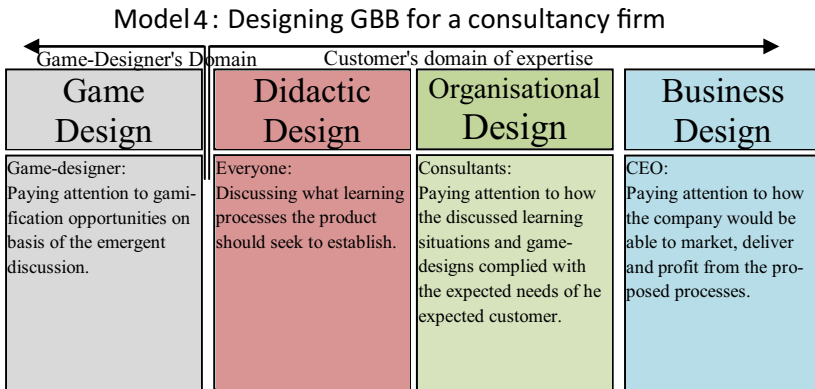 Model 4: Designing GBB for a consultancy firm
Game-Designer's Domain
Customer's domain of expertise
Game
Design
Didactic
Design
Organisational
Design
Business
Design
Game-designer:
Paying attention to gami-
fication opportunities on
basis of the emergent
discussion.
Everyone:
Discussing what learning
processes the product
should seek to establish.
Consultants:
Paying attention to how
the discussed learning
situations and game-
designs complied with
the expected needs of he
expected customer.
CEO:
Paying attention to how
the company would be
able to market, deliver
and profit from the pro-
posed processes.